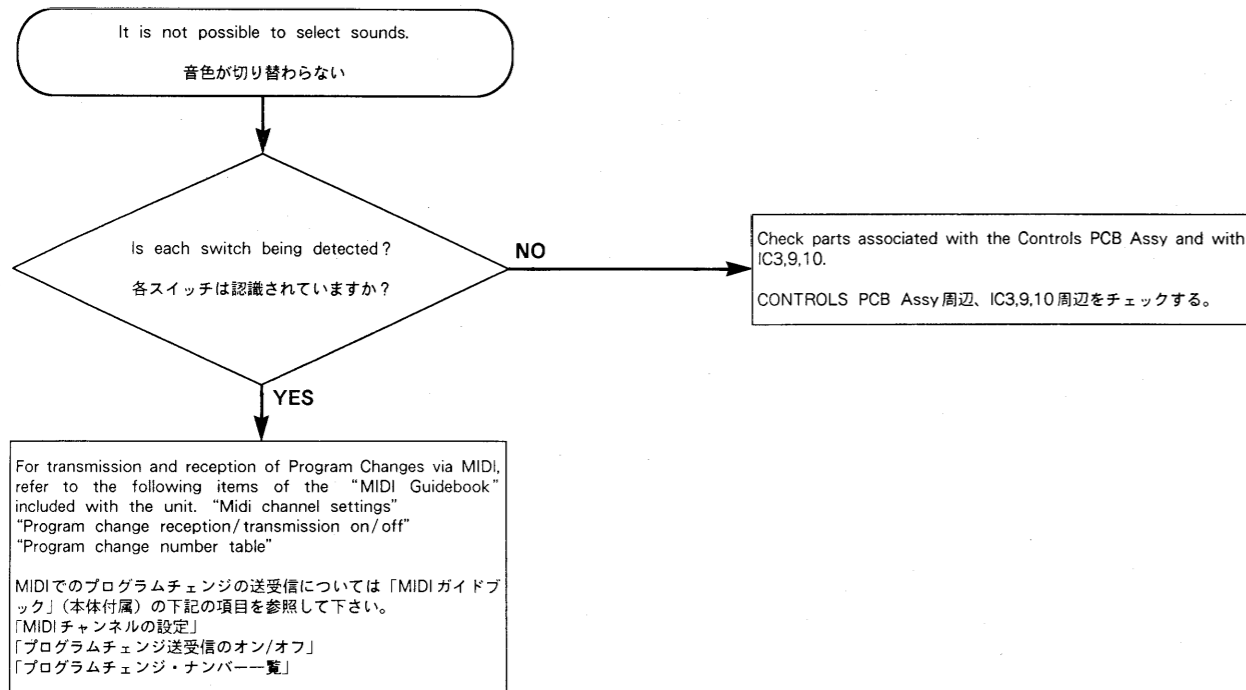 It is not possible to select sounds.
音色が切り替わらない
Is each switch being detected?
各スイッチは認識されていますか？
NO
Check parts associated with the Controls PCB Assy and with
IC3,9,10.
CONTROLS PCB Assy周辺、IC3,9,10周辺をチェックする。
YES
For transmission and reception of Program Changes via MIDI,
refer to the following items of the “MIDI Guidebook”
included with the unit. “Midi channel settings”
“Program change reception/transmission on/off”
“Program change number table”
MIDIでのプログラムチェンジの送受信については「MIDIガイドブ
ック」（本体付属）の下記の項目を参照して下さい。
「MIDIチャンネルの設定」
「プログラムチェンジ送受信のオン/オフ」
「プログラムチェンジ・ナンバー一覧」